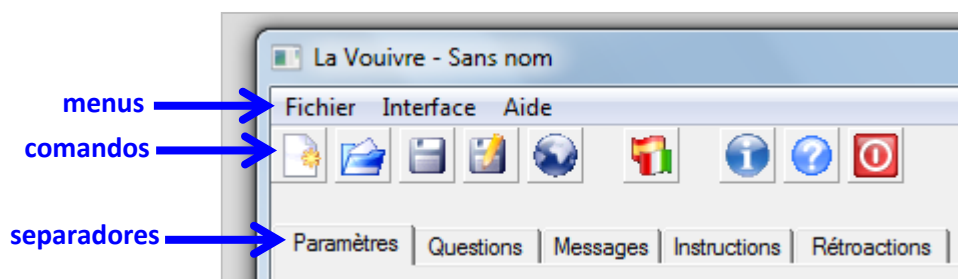 La Vouivre - Sans nom
menus
Fichier Interface Aide
comandos
separadores
Paramètres Questions Messages Instructions Rétroactions